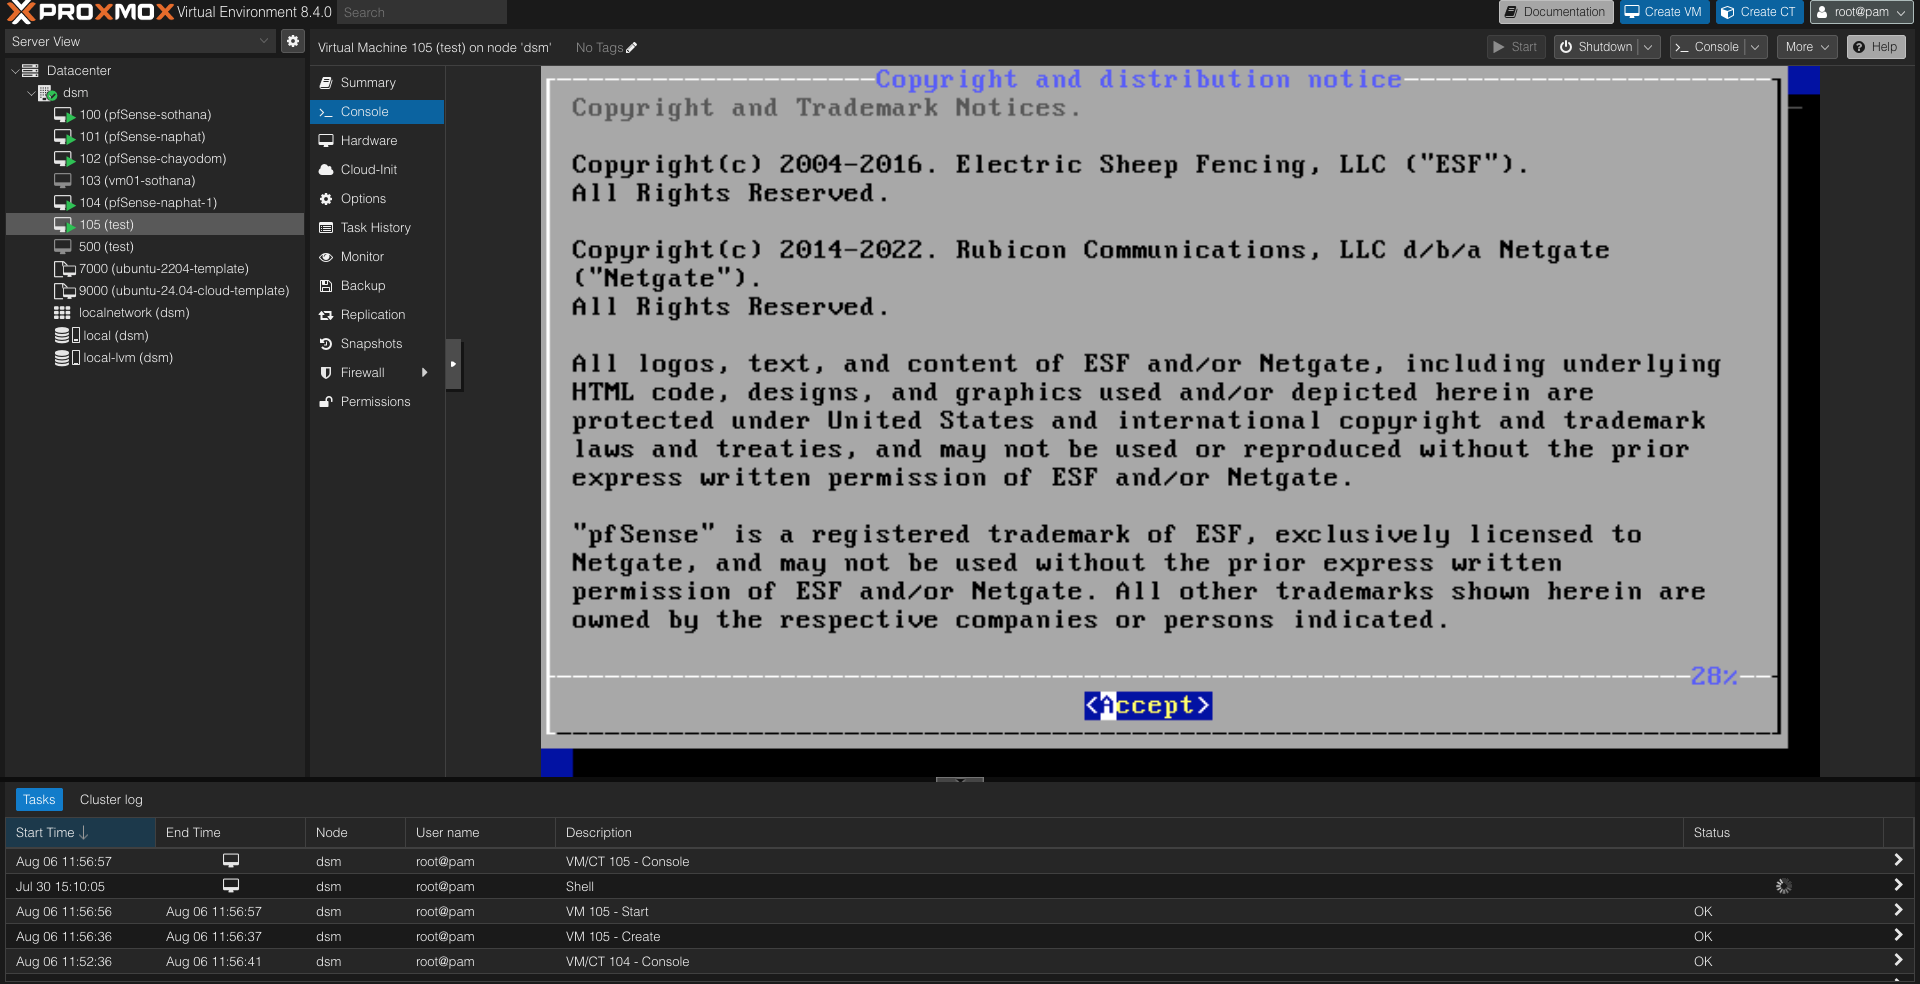 PROXMOX Virtual Environment 8.4.0 Search Documentation Create VM Create CT root@pam
Server View
Virtual Machine 105 (test) on node 'dsm' No Tags Start Shutdown Console More Help
Datacenter
dsm
100 (pfSense-sothana)
101 (pfSense-naphat)
102 (pfSense-chayodom)
103 (vm01-sothana)
104 (pfSense-naphat-1)
105 (test)
500 (test)
7000 (ubuntu-2204-template)
9000 (ubuntu-24.04-cloud-template)
localnetwork (dsm)
local (dsm)
local-lvm (dsm)
Summary
Console
Hardware
Cloud-Init
Options
Task History
Monitor
Backup
Replication
Snapshots
Firewall
Permissions
Copyright and distribution notice
Copyright and Trademark Notices.
Copyright(c) 2004-2016. Electric Sheep Fencing, LLC ("ESF").
All Rights Reserved.
Copyright(c) 2014-2022. Rubicon Communications, LLC d/b/a Netgate
("Netgate").
All Rights Reserved.
All logos, text, and content of ESF and/or Netgate, including underlying
HTML code, designs, and graphics used and/or depicted herein are
protected under United States and international copyright and trademark
laws and treaties, and may not be used or reproduced without the prior
express written permission of ESF and/or Netgate.
"pfSense" is a registered trademark of ESF, exclusively licensed to
Netgate, and may not be used without the prior express written
permission of ESF and/or Netgate. All other trademarks shown herein are
owned by the respective companies or persons indicated.
28%
<Accept>
Tasks Cluster log
Start Time End Time Node User name Description Status
Aug 06 11:56:57 dsm root@pam VM/CT 105 - Console
Jul 30 15:10:05 dsm root@pam Shell
Aug 06 11:56:56 Aug 06 11:56:57 dsm root@pam VM 105 - Start OK
Aug 06 11:56:36 Aug 06 11:56:37 dsm root@pam VM 105 - Create OK
Aug 06 11:52:36 Aug 06 11:56:41 dsm root@pam VM/CT 104 - Console OK